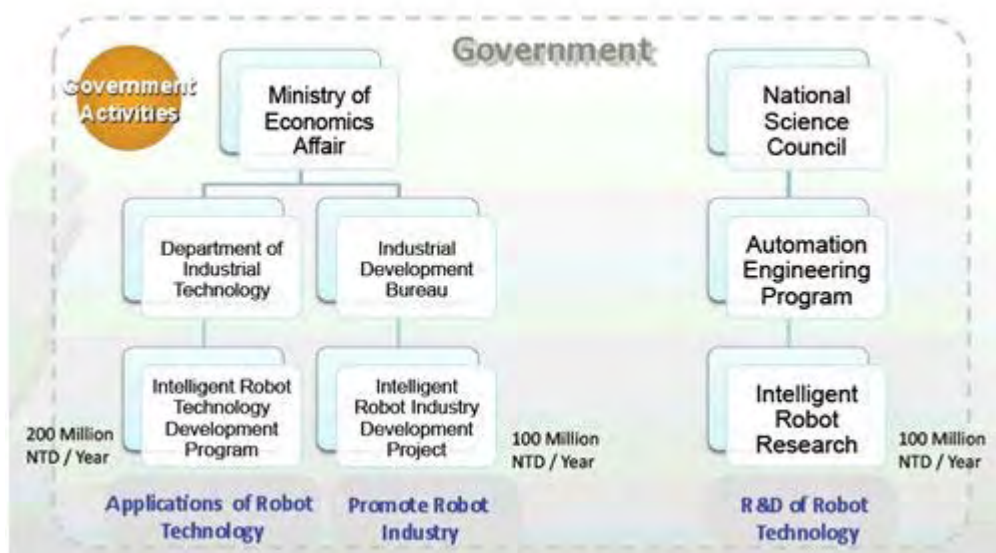 Government
Government
Activities
Ministry of
Economics
Affair
National
Science
Council
Department of
Industrial
Technology
Industrial
Development
Bureau
Automation
Engineering
Program
Intelligent Robot
Technology
Development
Program
Intelligent
Robot Industry
Development
Project
Intelligent
Robot
Research
200 Million
NTD / Year
100 Million
NTD / Year
100 Million
NTD / Year
Applications of Robot
Technology
Promote Robot
Industry
R&D of Robot
Technology